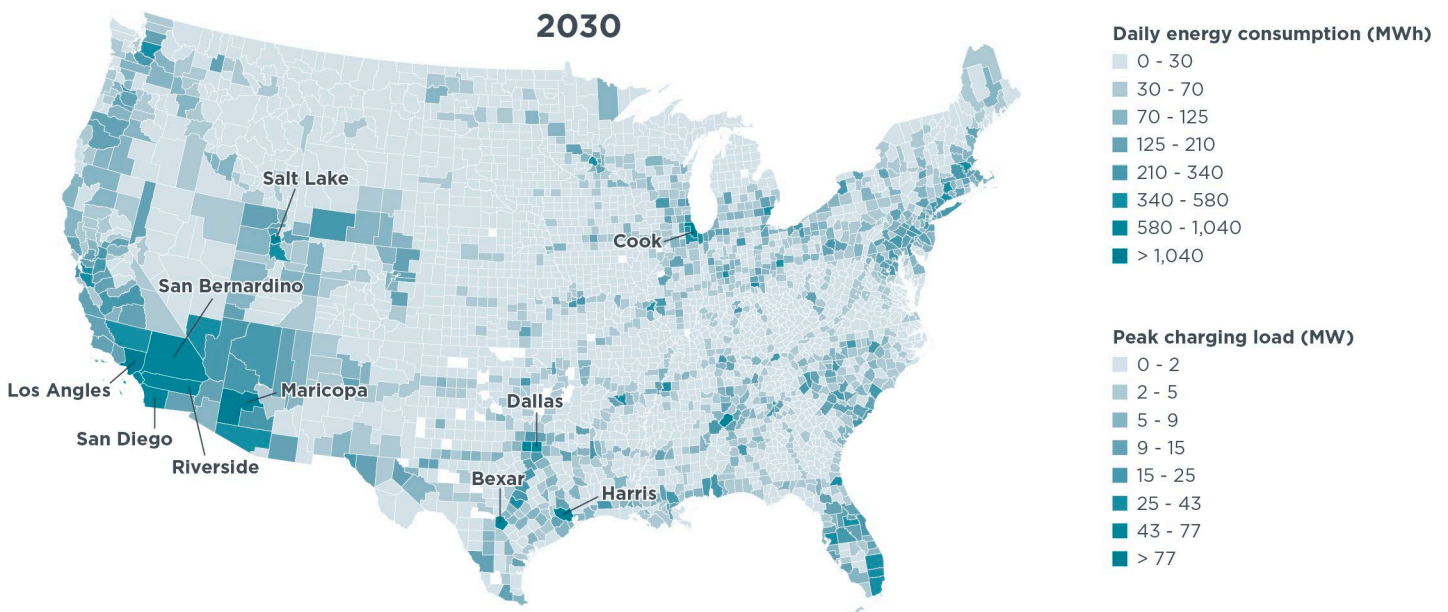 2030
Salt Lake
Cook
San Bernardino
Los Angles
Maricopa
Dallas
San Diego
Riverside
Bexar
Harris
Daily energy consumption (MWh)
0 - 30
30 - 70
70 - 125
125 - 210
210 - 340
340 - 580
580 - 1,040
> 1,040
Peak charging load (MW)
0 - 2
2 - 5
5 - 9
9 - 15
15 - 25
25 - 43
43 - 77
> 77